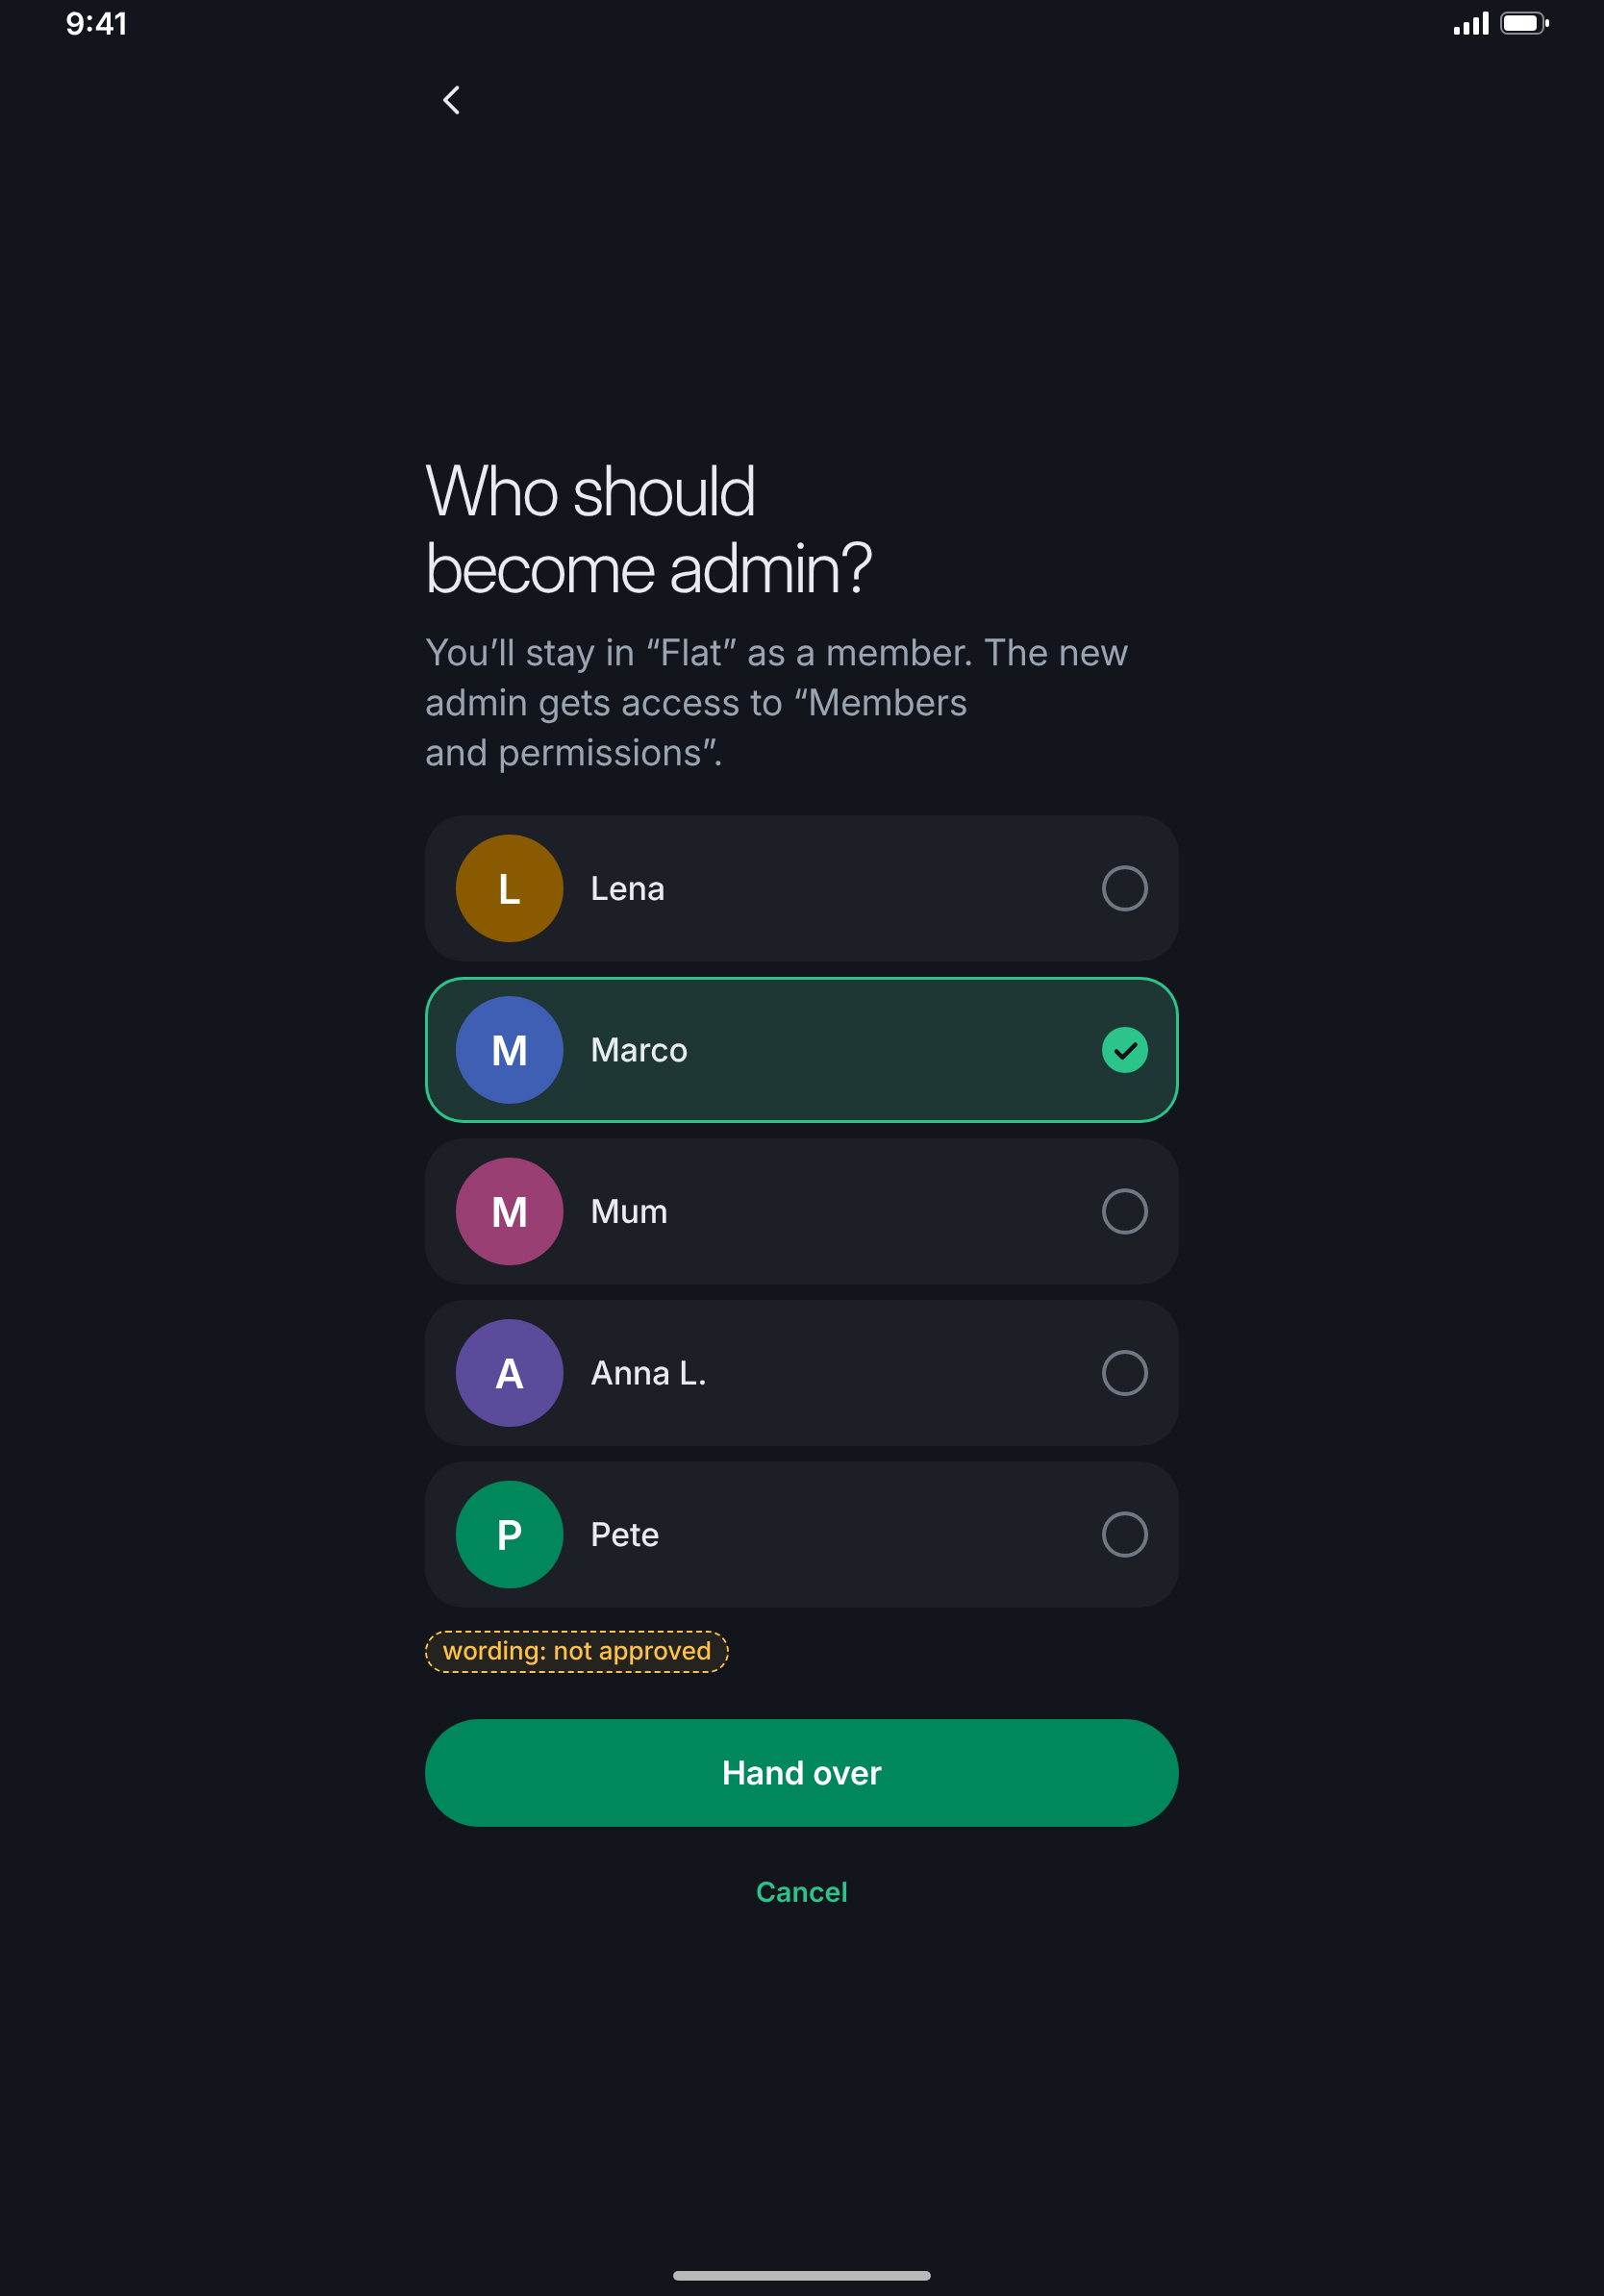 9:41
Who should
become admin?
You’ll stay in “Flat” as a member. The new
admin gets access to “Members
and permissions”.
L Lena
M Marco
M Mum
A Anna L.
P Pete
wording: not approved
Hand over
Cancel